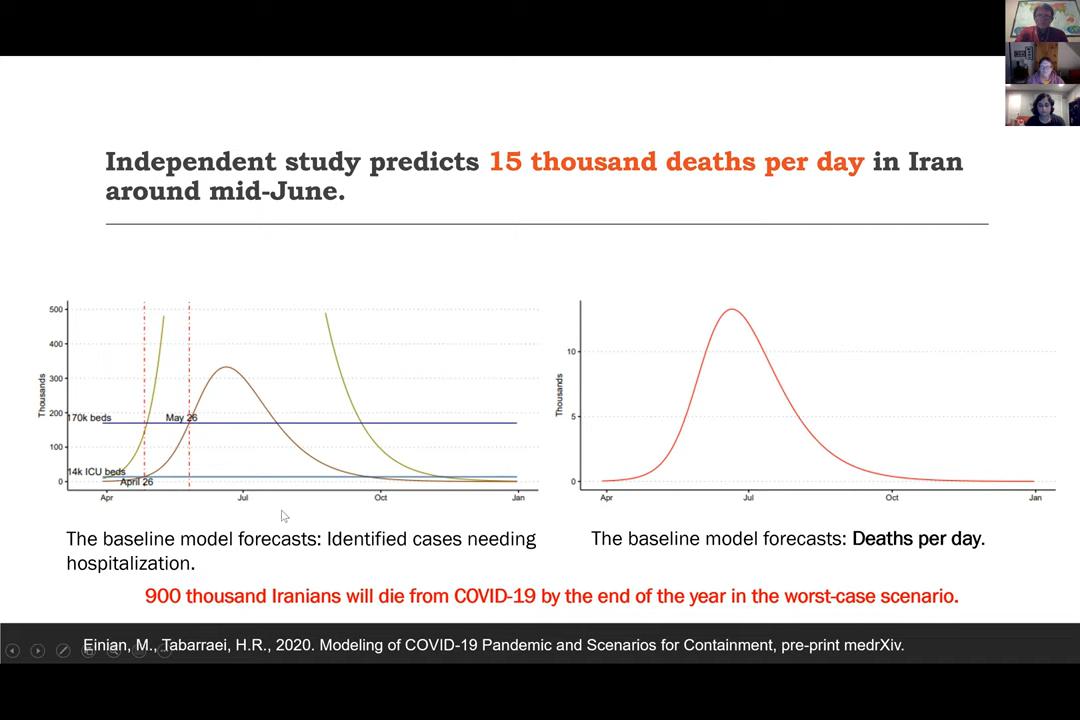 Independent study predicts 15 thousand deaths per day in Iran
around mid-June.
500
400
300
200
100
0
Thousands
170k beds
May 26
14k ICU beds
April 26
Apr
Jul
Oct
Jan
10
5
0
Thousands
Apr
Jul
Oct
Jan
The baseline model forecasts: Identified cases needing
hospitalization.
The baseline model forecasts: Deaths per day.
900 thousand Iranians will die from COVID-19 by the end of the year in the worst-case scenario.
Einian, M., Tabarraei, H.R., 2020. Modeling of COVID-19 Pandemic and Scenarios for Containment, pre-print medrXiv.